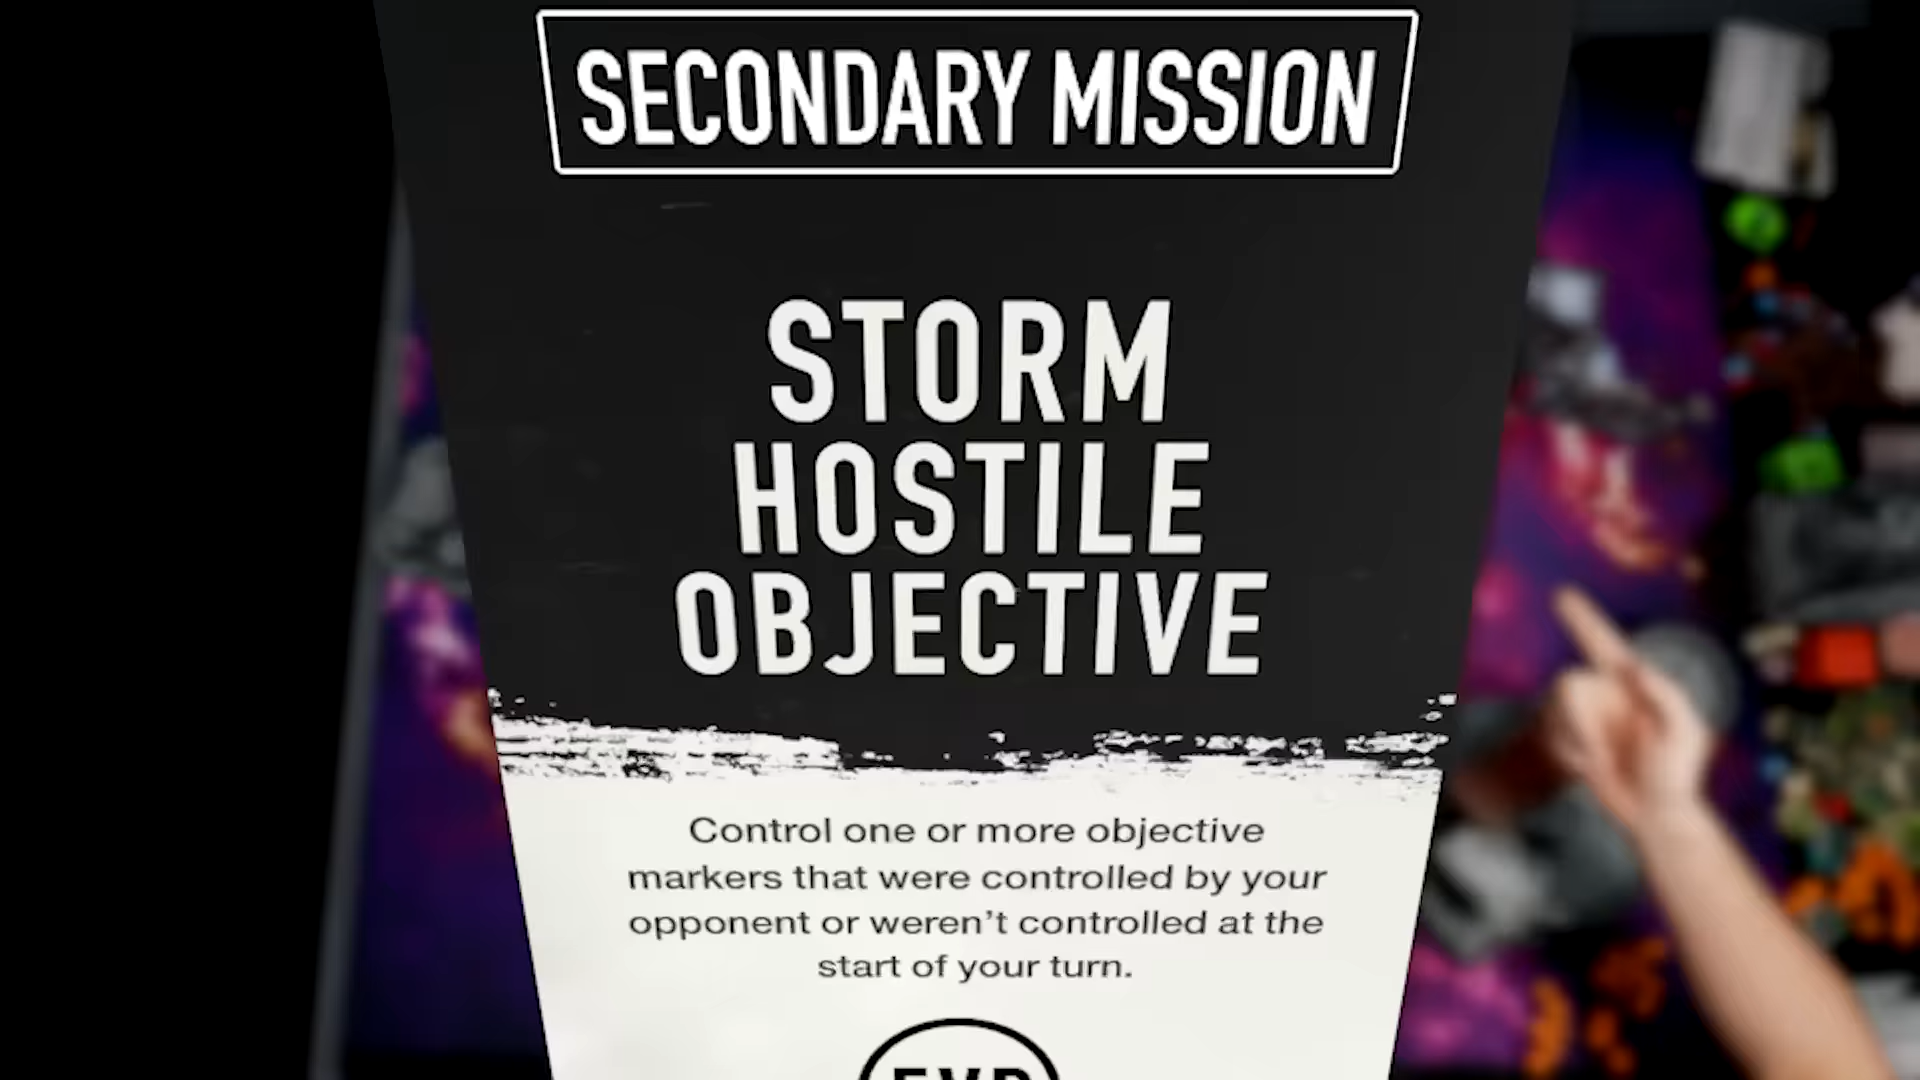 SECONDARY MISSION
STORM
HOSTILE
OBJECTIVE
Control one or more objective
markers that were controlled by your
opponent or weren't controlled at the
start of your turn.